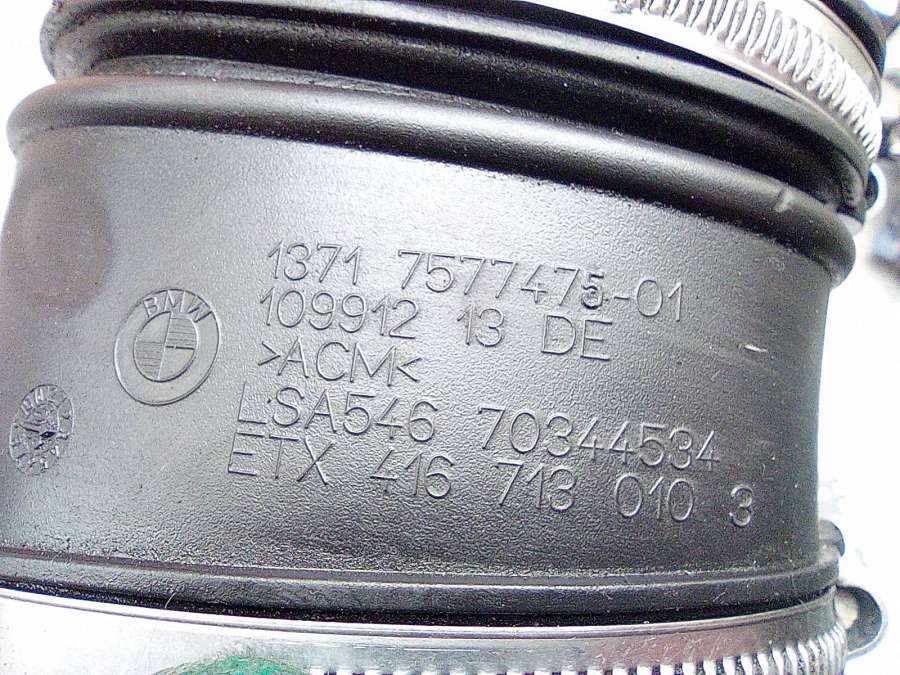 1371 7577475-01
109912 13 DE
>ACM<
LSA546 70344534
ETX 416 713 010 3
BMW